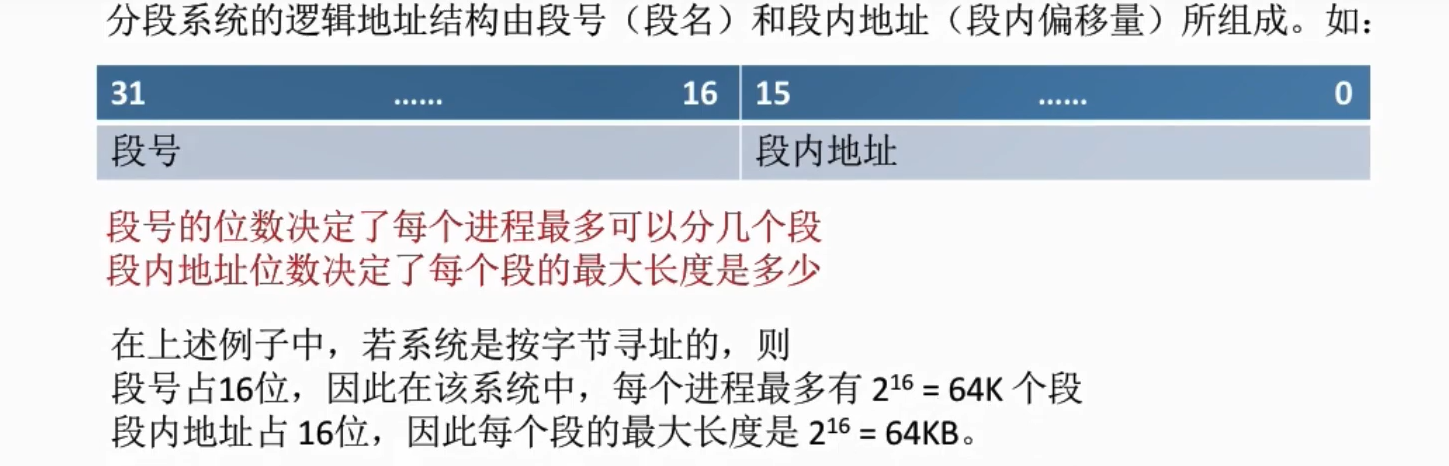 分段系统的逻辑地址结构由段号（段名）和段内地址（段内偏移量）所组成。如：
31 …… 16 15 …… 0
段号 段内地址
段号的位数决定了每个进程最多可以分几个段
段内地址位数决定了每个段的最大长度是多少
在上述例子中，若系统是按字节寻址的，则
段号占16位，因此在该系统中，每个进程最多有 2¹⁶ = 64K 个段
段内地址占 16位，因此每个段的最大长度是 2¹⁶ = 64KB。